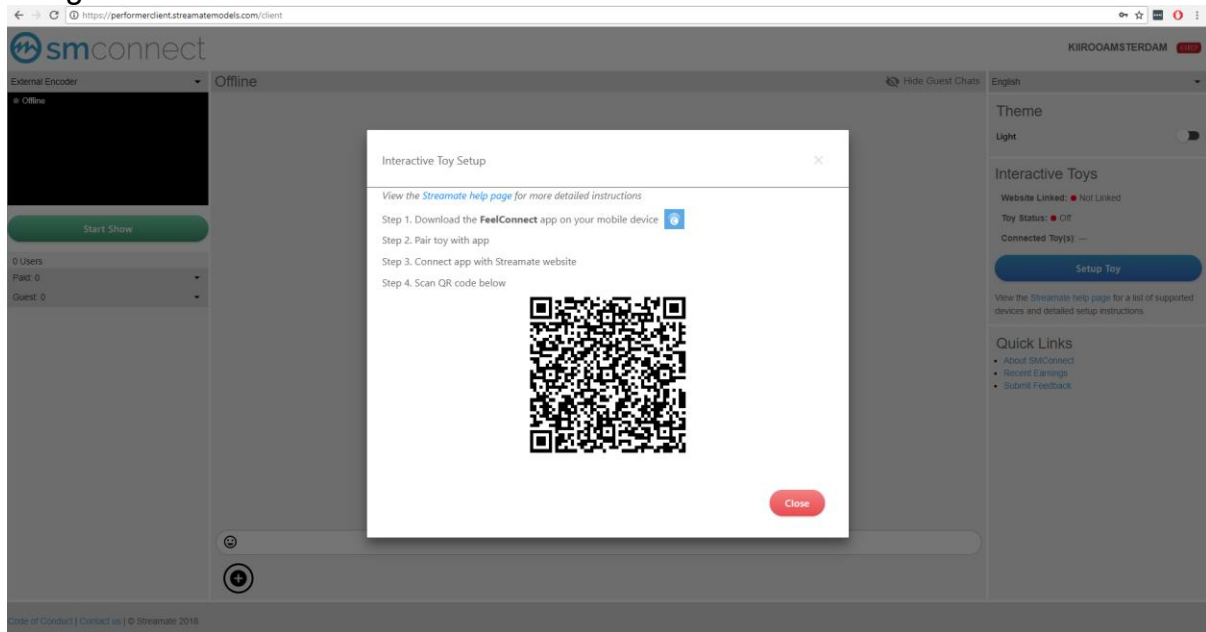 https://performerclient.streamatemodels.com/client
smconnect
KIIROOAMSTERDAM
External Encoder
Offline
Hide Guest Chats
English
Offline
Theme
Light
Interactive Toy Setup
Interactive Toys
View the Streamate help page for more detailed instructions
Website Linked: Not Linked
Step 1. Download the FeelConnect app on your mobile device
Toy Status: Off
Start Show
Step 2. Pair toy with app
Connected Toy(s): —
0 Users
Step 3. Connect app with Streamate website
Setup Toy
Paid: 0
Step 4. Scan QR code below
Guest: 0
View the Streamate help page for a list of supported
devices and detailed setup instructions.
Quick Links
About SMConnect
Recent Earnings
Submit Feedback
Close
Code of Conduct | Contact us | © Streamate 2018